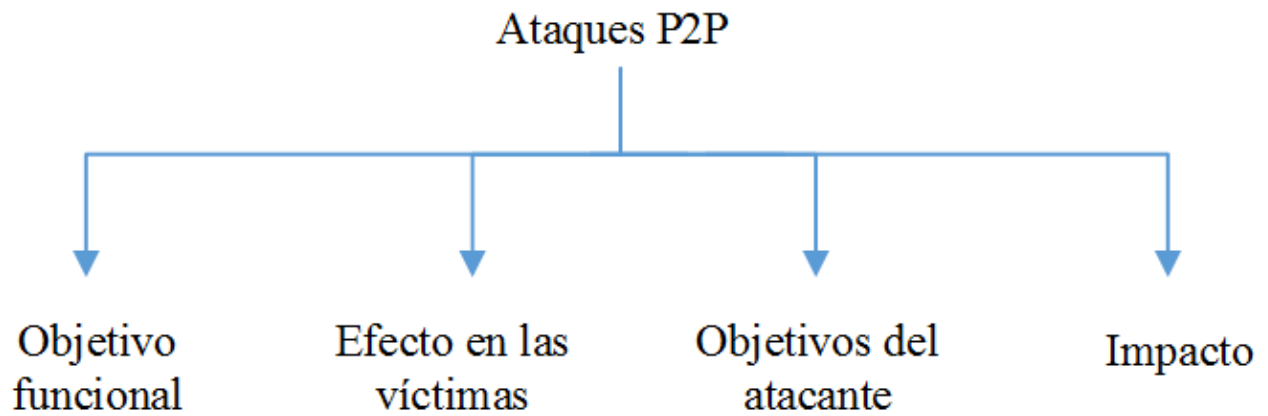 Ataques P2P
Objetivo
funcional
Efecto en las
víctimas
Objetivos del
atacante
Impacto